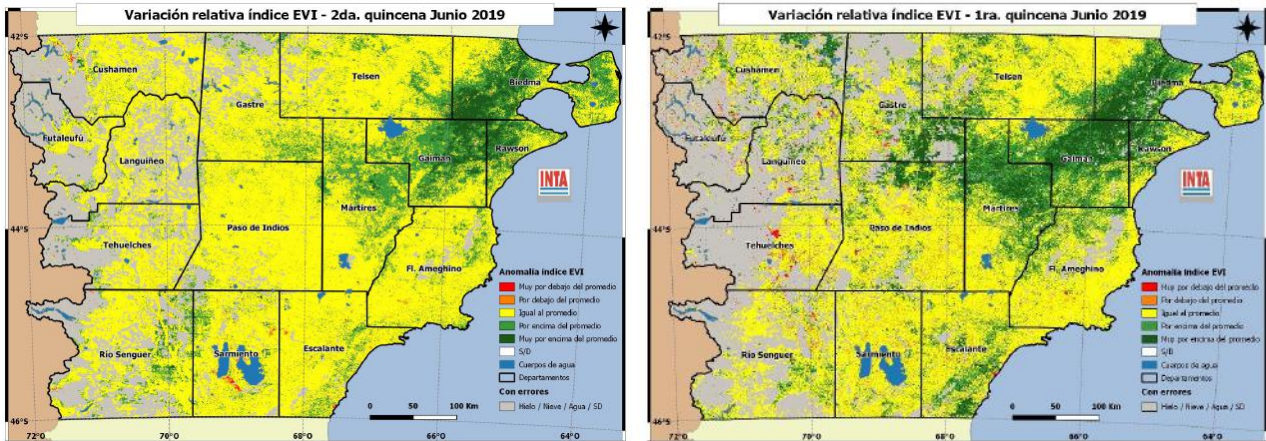 Variación relativa índice EVI - 2da. quincena Junio 2019
42°S
Cushamen
Telsen
Biedma
Gastre
Futaleufú
Languiñeo
Gaiman
Rawson
INTA
44°S
Mártires
Paso de Indios
Tehuelches
Fl. Ameghino
Anomalía índice EVI
Muy por debajo del promedio
Por debajo del promedio
Igual al promedio
Por encima del promedio
Muy por encima del promedio
S/D
Cuerpos de agua
Departamentos
Con errores
Hielo / Nieve / Agua / SD
Río Senguer
Sarmiento
Escalante
0 50 100 Km
46°S
72°O 70°O 68°O 66°O 64°O
Variación relativa índice EVI - 1ra. quincena Junio 2019
42°S
Cushamen
Telsen
Biedma
Gastre
Futaleufú
Languiñeo
Gaiman
Rawson
INTA
44°S
Mártires
Paso de Indios
Tehuelches
Fl. Ameghino
Anomalía índice EVI
Muy por debajo del promedio
Por debajo del promedio
Igual al promedio
Por encima del promedio
Muy por encima del promedio
S/D
Cuerpos de agua
Departamentos
Con errores
Hielo / Nieve / Agua / SD
Río Senguer
Sarmiento
Escalante
0 50 100 Km
46°S
72°O 70°O 68°O 66°O 64°O